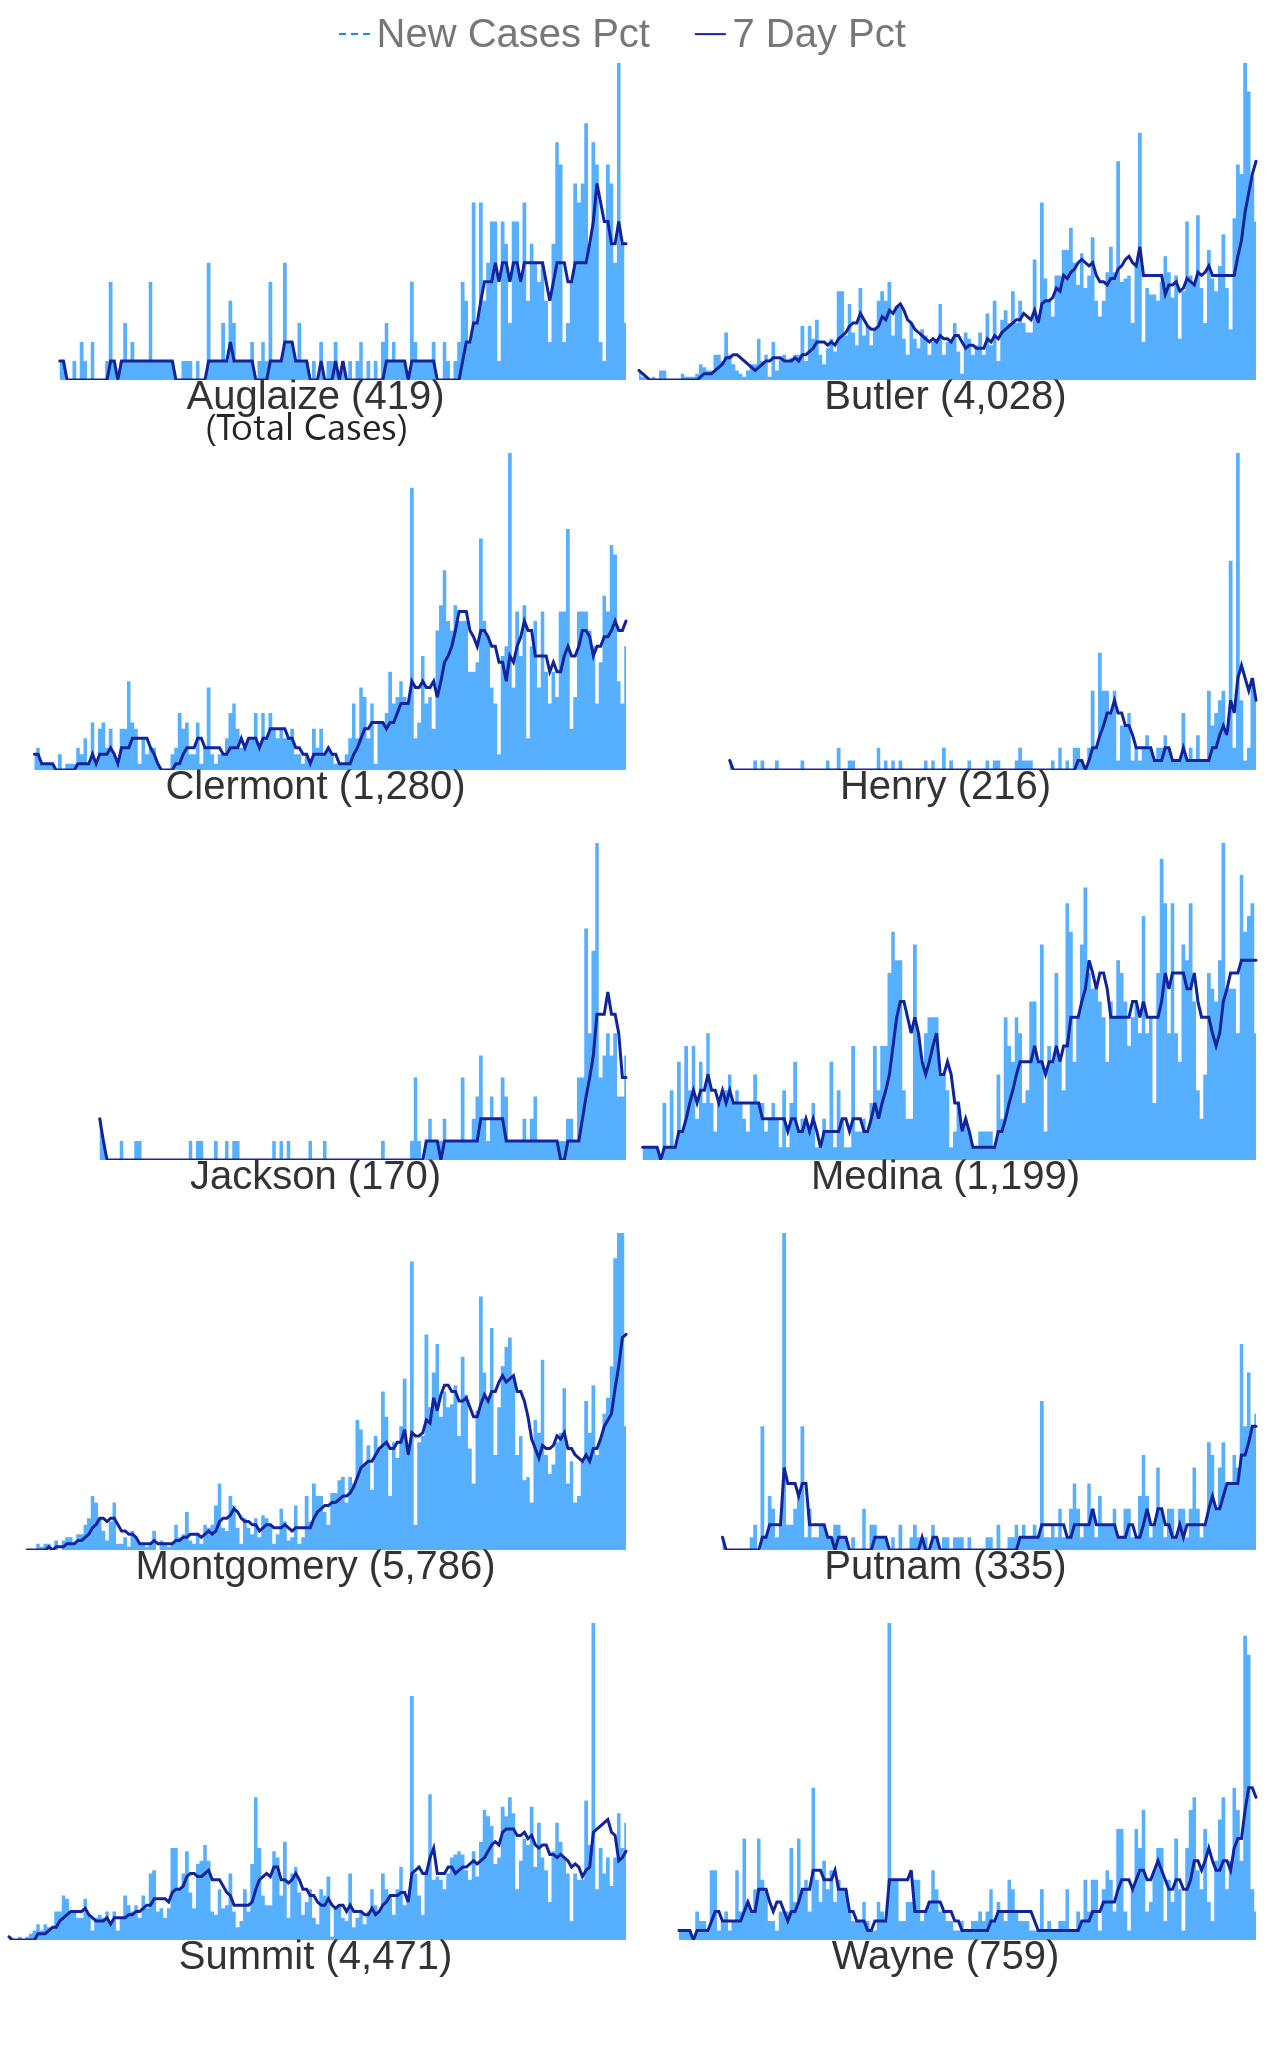 New Cases Pct 7 Day Pct
Auglaize (419) Butler (4,028)
(Total Cases)
Clermont (1,280) Henry (216)
Jackson (170) Medina (1,199)
Montgomery (5,786) Putnam (335)
Summit (4,471) Wayne (759)